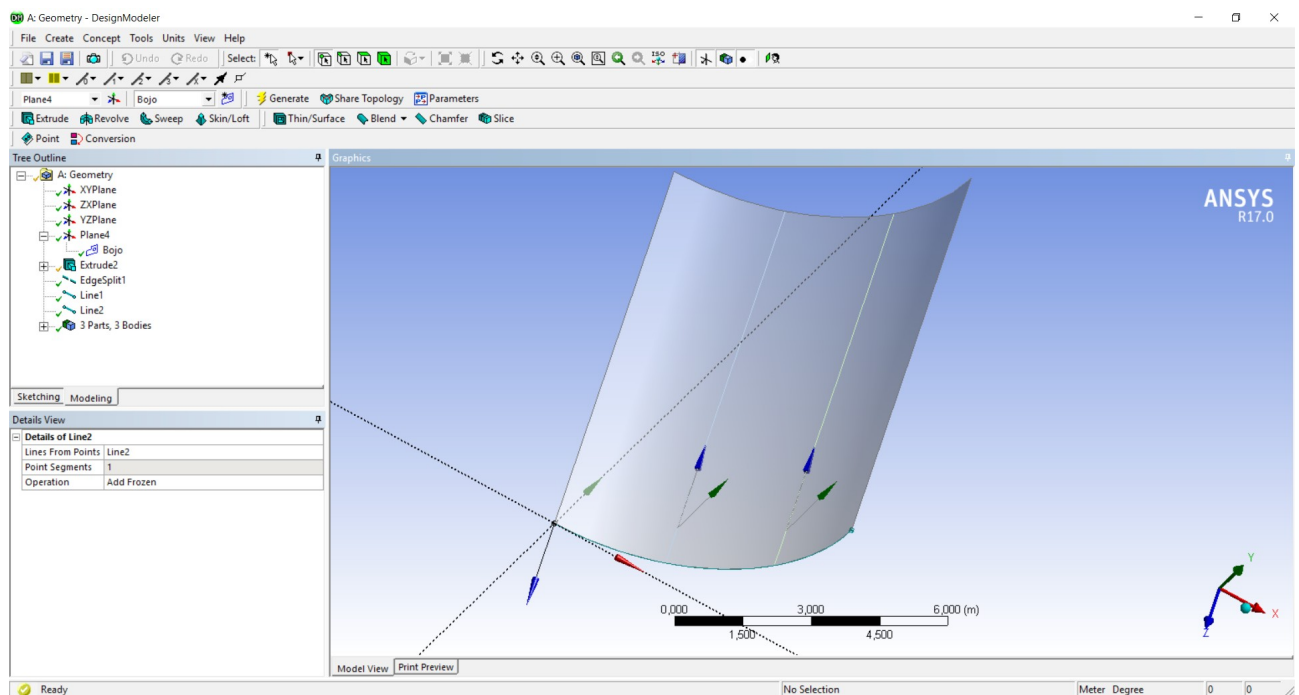 A: Geometry - DesignModeler
File Create Concept Tools Units View Help
Undo Redo Select:
Plane4 Bojo Generate Share Topology Parameters
Extrude Revolve Sweep Skin/Loft Thin/Surface Blend Chamfer Slice
Point Conversion
Tree Outline
A: Geometry
XYPlane
ZXPlane
YZPlane
Plane4
Bojo
Extrude2
EdgeSplit1
Line1
Line2
3 Parts, 3 Bodies
Sketching Modeling
Details View
Details of Line2
Lines From Points Line2
Point Segments 1
Operation Add Frozen
Graphics
ANSYS
R17.0
0,000 3,000 6,000 (m)
1,500 4,500
Y
X
Z
Model View Print Preview
Ready No Selection Meter Degree 0 0